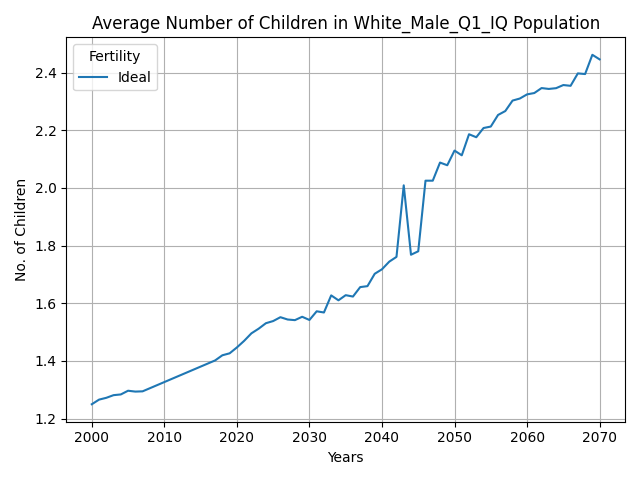 Average Number of Children in White_Male_Q1_IQ Population
Fertility
Ideal
No. of Children
2.4
2.2
2.0
1.8
1.6
1.4
1.2
2000 2010 2020 2030 2040 2050 2060 2070
Years